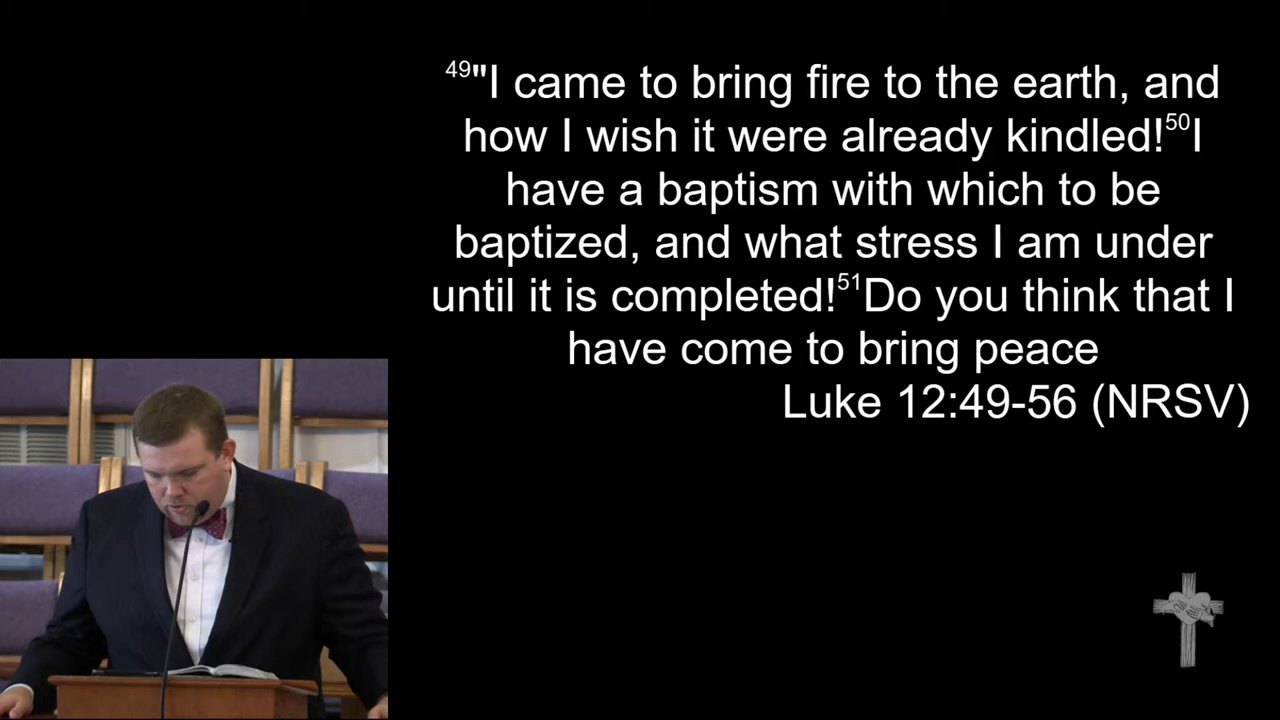 49"I came to bring fire to the earth, and
how I wish it were already kindled!50I
have a baptism with which to be
baptized, and what stress I am under
until it is completed!51Do you think that I
have come to bring peace
Luke 12:49-56 (NRSV)